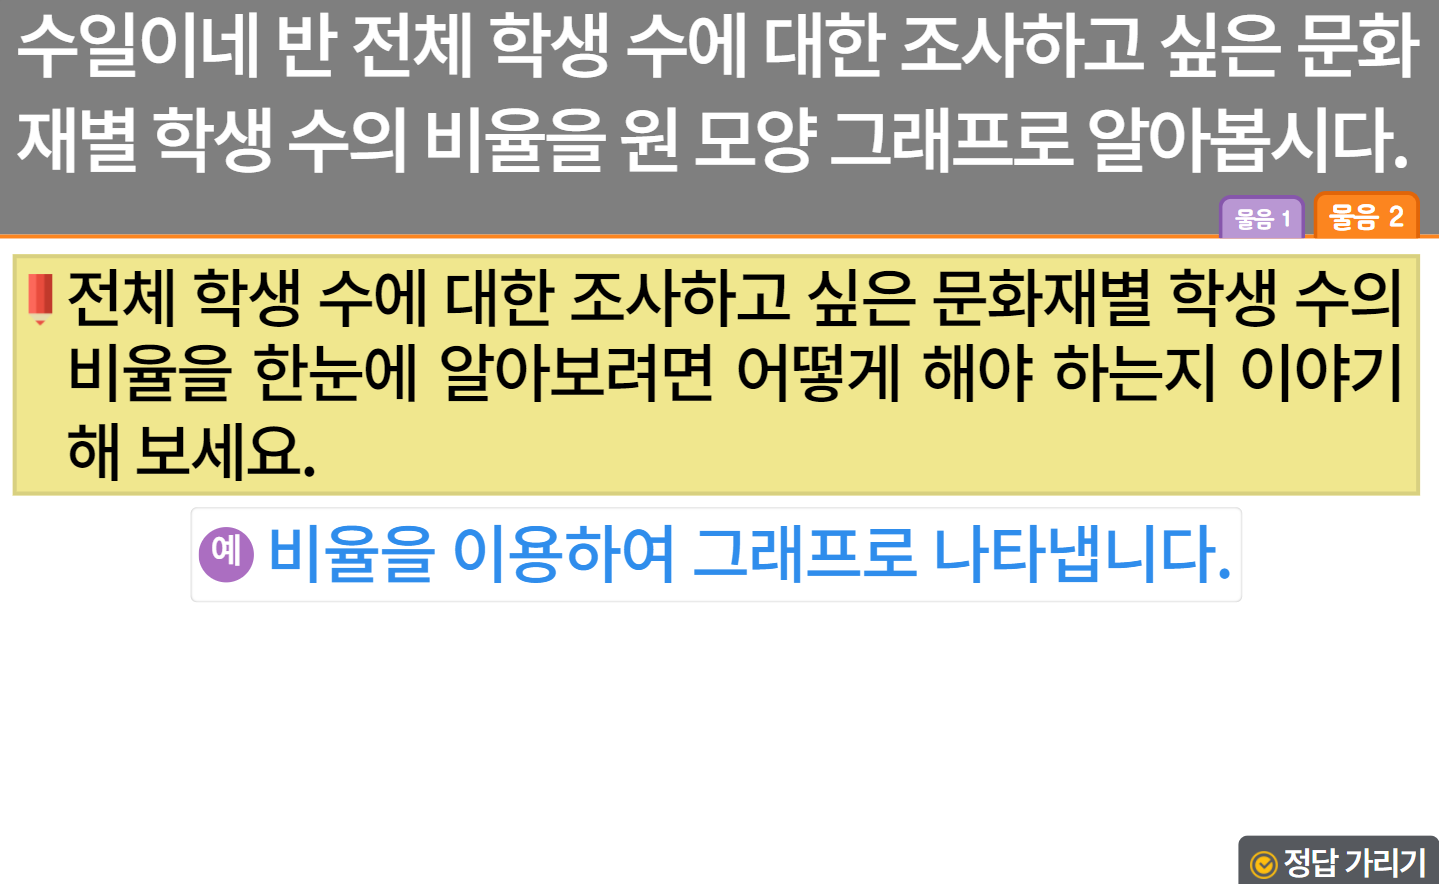 수일이네 반 전체 학생 수에 대한 조사하고 싶은 문화
재별 학생 수의 비율을 원 모양 그래프로 알아봅시다.
물음 1
물음 2
전체 학생 수에 대한 조사하고 싶은 문화재별 학생 수의
비율을 한눈에 알아보려면 어떻게 해야 하는지 이야기
해 보세요.
예 비율을 이용하여 그래프로 나타냅니다.
정답 가리기